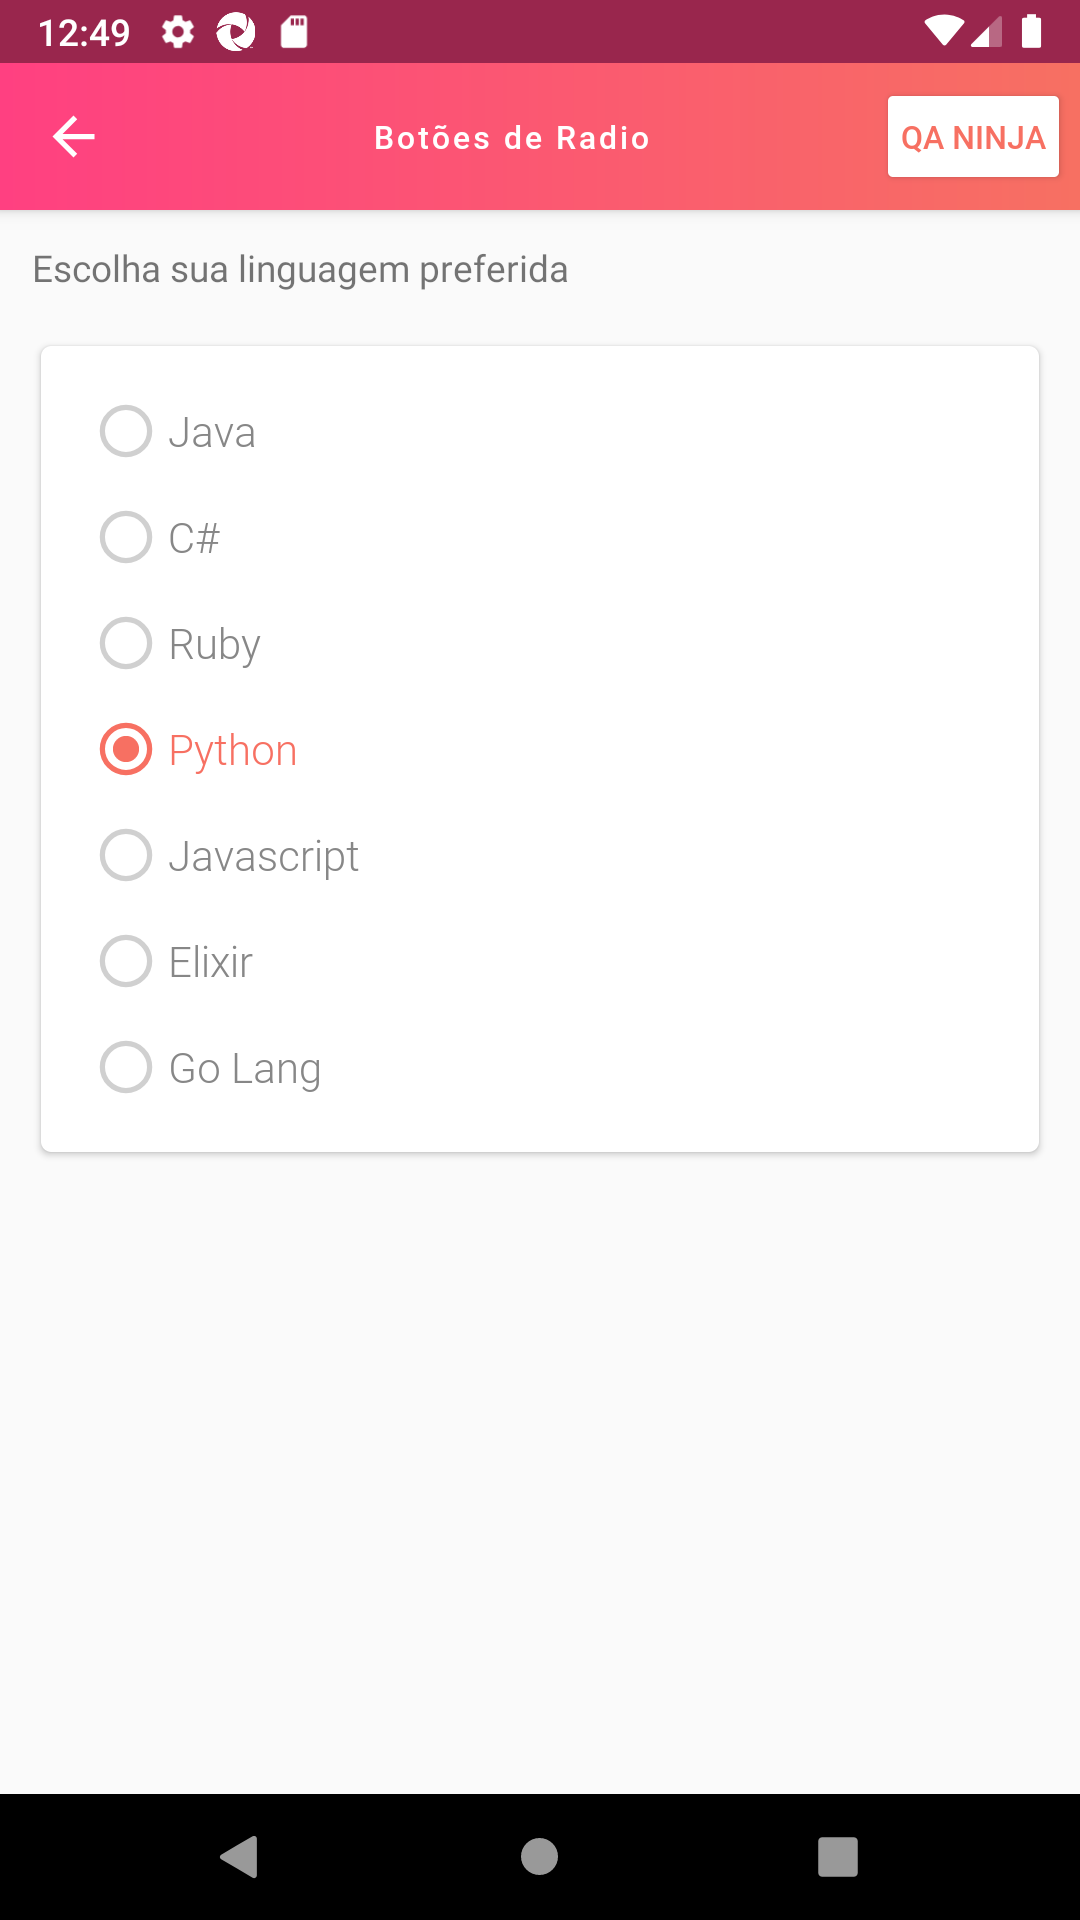 12:49
Botões de Radio
QA NINJA
Escolha sua linguagem preferida
Java
C#
Ruby
Python
Javascript
Elixir
Go Lang